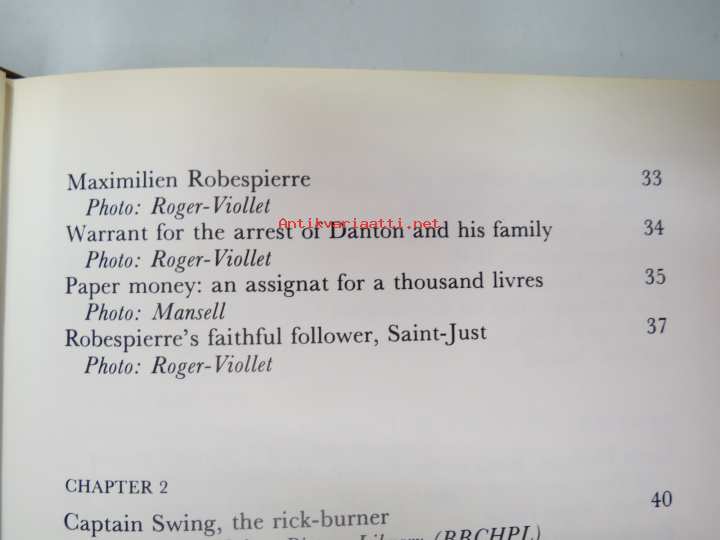 Maximilien Robespierre 33
Photo: Roger-Viollet
Antikvariaatti.net
Warrant for the arrest of Danton and his family 34
Photo: Roger-Viollet
Paper money: an assignat for a thousand livres 35
Photo: Mansell
Robespierre's faithful follower, Saint-Just 37
Photo: Roger-Viollet
CHAPTER 2
Captain Swing, the rick-burner 40
Library (BBCHPL)